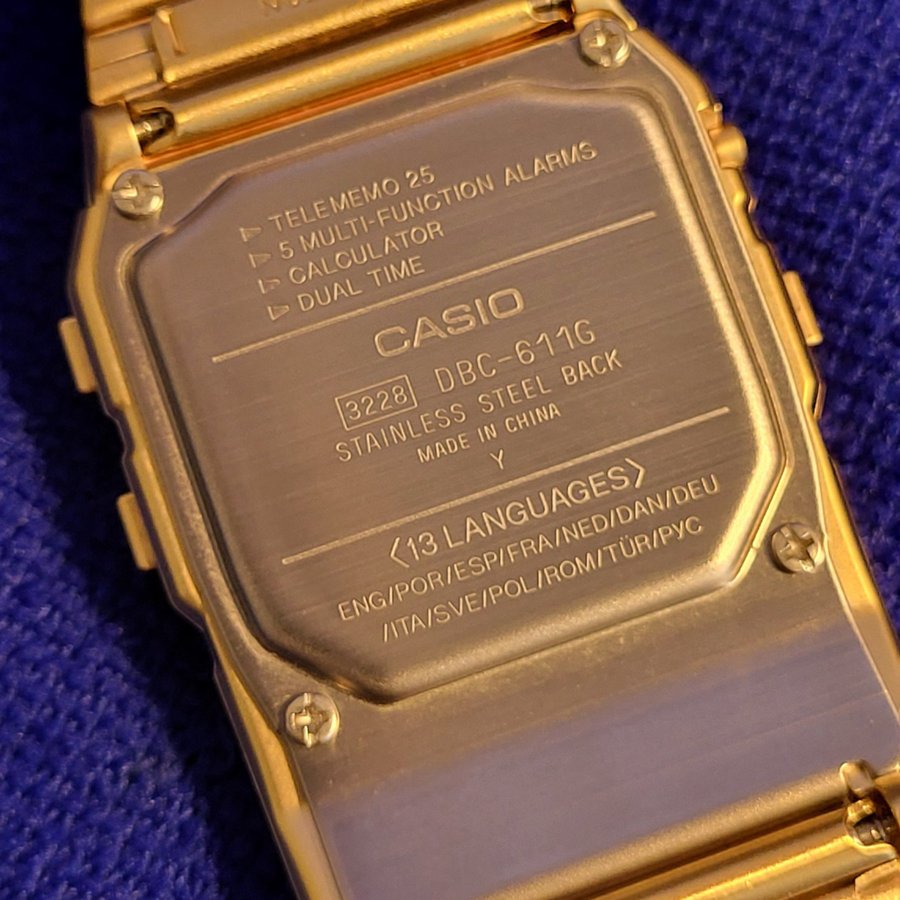 ▷ TELEMEMO 25
▷ 5 MULTI-FUNCTION ALARMS
▷ CALCULATOR
▷ DUAL TIME
CASIO
3228 DBC-611G
STAINLESS STEEL BACK
MADE IN CHINA
Y
〈13 LANGUAGES〉
ENG/POR/ESP/FRA/NED/DAN/DEU
/ITA/SVE/POL/ROM/TÜR/РУС